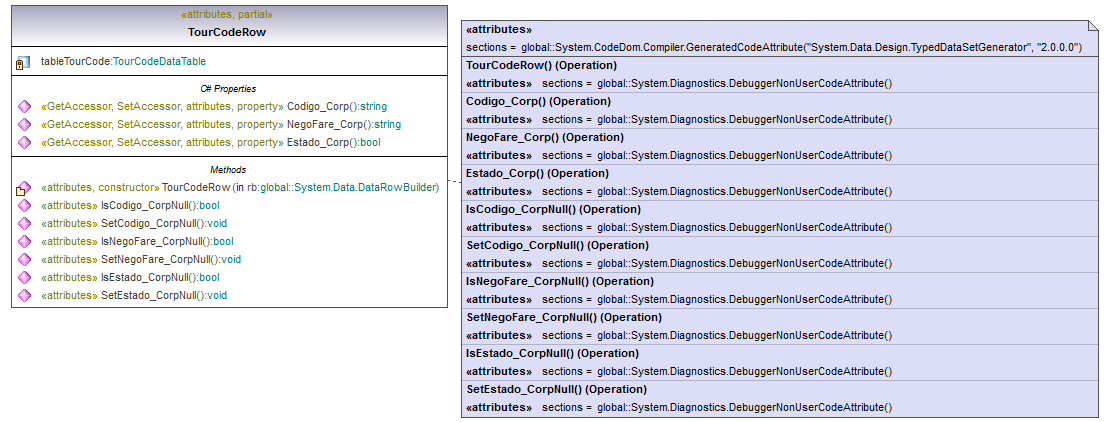 «attributes, partial»
TourCodeRow
tableTourCode:TourCodeDataTable
C# Properties
«GetAccessor, SetAccessor, attributes, property» Codigo_Corp():string
«GetAccessor, SetAccessor, attributes, property» NegoFare_Corp():string
«GetAccessor, SetAccessor, attributes, property» Estado_Corp():bool
Methods
«attributes, constructor» TourCodeRow (in rb:global::System.Data.DataRowBuilder)
«attributes» IsCodigo_CorpNull():bool
«attributes» SetCodigo_CorpNull():void
«attributes» IsNegoFare_CorpNull():bool
«attributes» SetNegoFare_CorpNull():void
«attributes» IsEstado_CorpNull():bool
«attributes» SetEstado_CorpNull():void
«attributes»
sections = global::System.CodeDom.Compiler.GeneratedCodeAttribute("System.Data.Design.TypedDataSetGenerator", "2.0.0.0")
TourCodeRow() (Operation)
«attributes» sections = global::System.Diagnostics.DebuggerNonUserCodeAttribute()
Codigo_Corp() (Operation)
«attributes» sections = global::System.Diagnostics.DebuggerNonUserCodeAttribute()
NegoFare_Corp() (Operation)
«attributes» sections = global::System.Diagnostics.DebuggerNonUserCodeAttribute()
Estado_Corp() (Operation)
«attributes» sections = global::System.Diagnostics.DebuggerNonUserCodeAttribute()
IsCodigo_CorpNull() (Operation)
«attributes» sections = global::System.Diagnostics.DebuggerNonUserCodeAttribute()
SetCodigo_CorpNull() (Operation)
«attributes» sections = global::System.Diagnostics.DebuggerNonUserCodeAttribute()
IsNegoFare_CorpNull() (Operation)
«attributes» sections = global::System.Diagnostics.DebuggerNonUserCodeAttribute()
SetNegoFare_CorpNull() (Operation)
«attributes» sections = global::System.Diagnostics.DebuggerNonUserCodeAttribute()
IsEstado_CorpNull() (Operation)
«attributes» sections = global::System.Diagnostics.DebuggerNonUserCodeAttribute()
SetEstado_CorpNull() (Operation)
«attributes» sections = global::System.Diagnostics.DebuggerNonUserCodeAttribute()